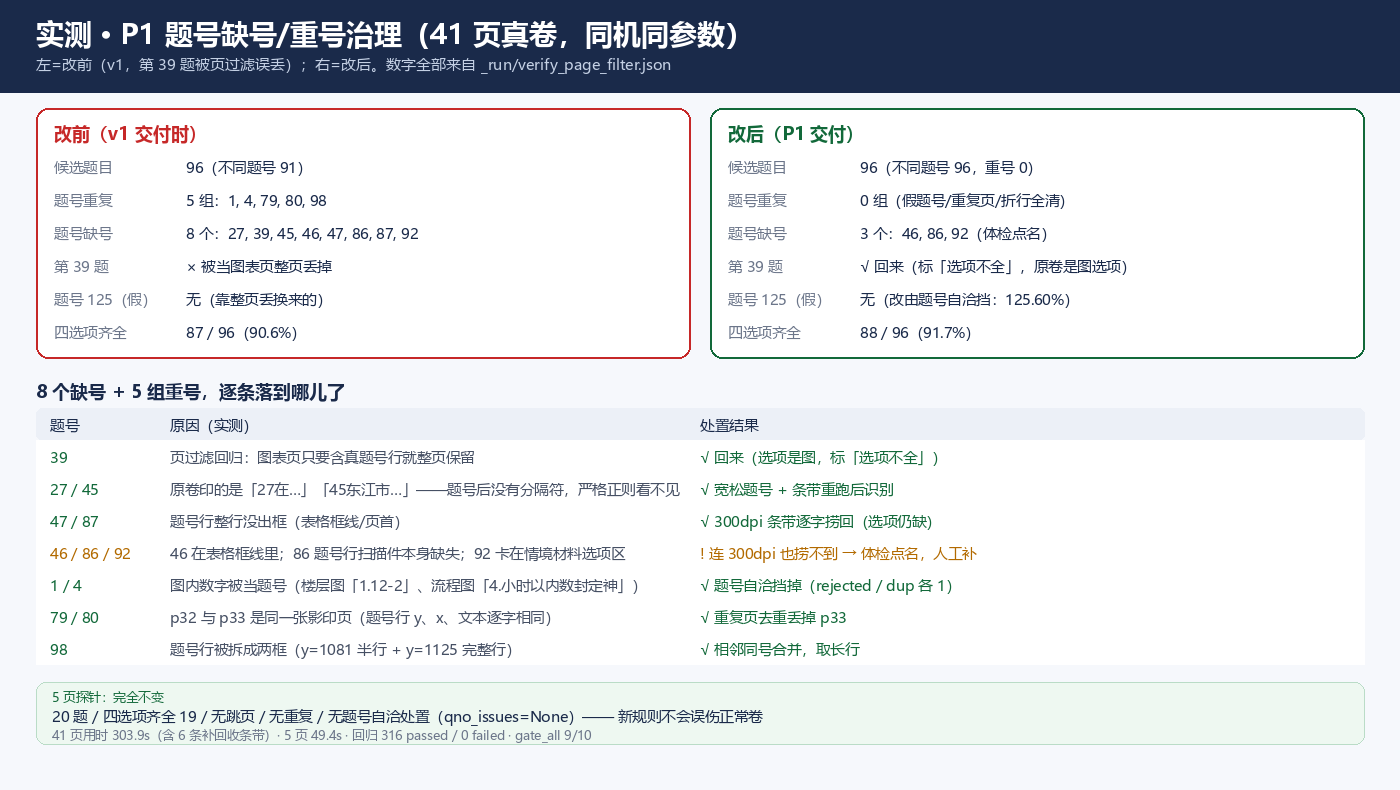 实测 • P1 题号缺号/重号治理（41 页真卷，同机同参数）
左=改前（v1，第 39 题被页过滤误丢）；右=改后。数字全部来自 _run/verify_page_filter.json
改前（v1 交付时）
候选题目 96（不同题号 91）
题号重复 5 组：1, 4, 79, 80, 98
题号缺号 8 个：27, 39, 45, 46, 47, 86, 87, 92
第 39 题 × 被当图表页整页丢掉
题号 125（假） 无（靠整页丢换来的）
四选项齐全 87 / 96（90.6%）
改后（P1 交付）
候选题目 96（不同题号 96，重号 0）
题号重复 0 组（假题号/重复页/折行全清）
题号缺号 3 个：46, 86, 92（体检点名）
第 39 题 √ 回来（标「选项不全」，原卷是图选项）
题号 125（假） 无（改由题号自洽挡：125.60%）
四选项齐全 88 / 96（91.7%）
8 个缺号 + 5 组重号，逐条落到哪儿了
题号 原因（实测） 处置结果
39 页过滤回归：图表页只要含真题号行就整页保留 √ 回来（选项是图，标「选项不全」）
27 / 45 原卷印的是「27在…」「45东江市…」——题号后没有分隔符，严格正则看不见 √ 宽松题号 + 条带重跑后识别
47 / 87 题号行整行没出框（表格框线/页首） √ 300dpi 条带逐字捞回（选项仍缺）
46 / 86 / 92 46 在表格框线里；86 题号行扫描件本身缺失；92 卡在情境材料选项区 ! 连 300dpi 也捞不到 → 体检点名，人工补
1 / 4 图内数字被当题号（楼层图「1.12-2」、流程图「4.小时以内数封定神」） √ 题号自洽挡掉（rejected / dup 各 1）
79 / 80 p32 与 p33 是同一张影印页（题号行 y、x、文本逐字相同） √ 重复页去重丢掉 p33
98 题号行被拆成两框（y=1081 半行 + y=1125 完整行） √ 相邻同号合并，取长行
5 页探针：完全不变
20 题 / 四选项齐全 19 / 无跳页 / 无重复 / 无题号自洽处置（qno_issues=None）—— 新规则不会误伤正常卷
41 页用时 303.9s（含 6 条补回收条带）· 5 页 49.4s · 回归 316 passed / 0 failed · gate_all 9/10